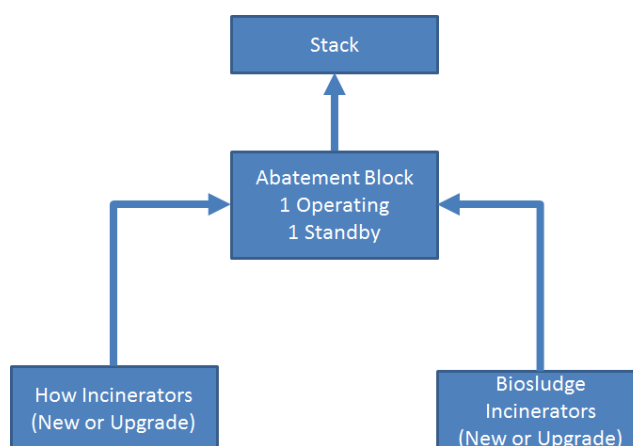 Stack
Abatement Block
1 Operating
1 Standby
How Incinerators
(New or Upgrade)
Biosludge
Incinerators
(New or Upgrade)